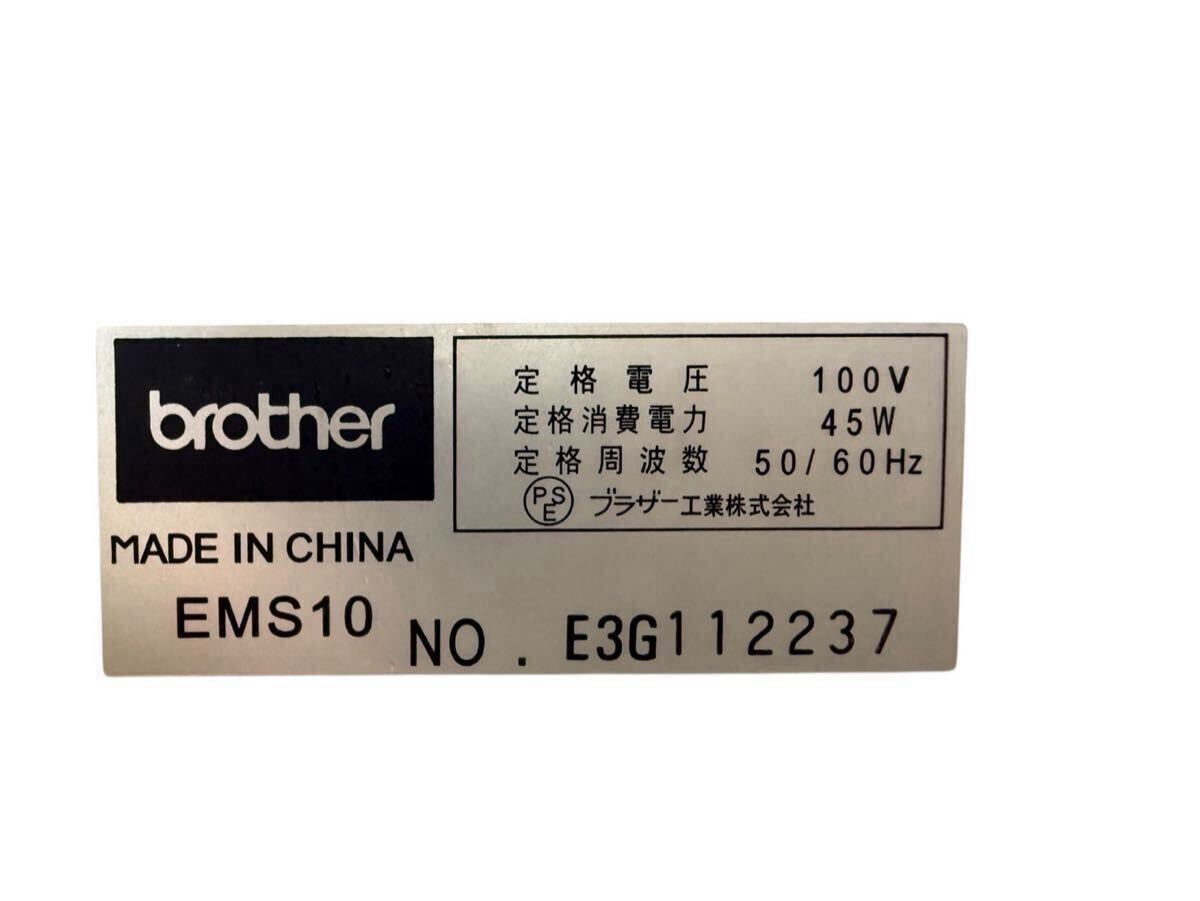 brother
MADE IN CHINA
EMS10
定格電圧 100V
定格消費電力 45W
定格周波数 50/60Hz
PSE ブラザー工業株式会社
NO. E3G112237